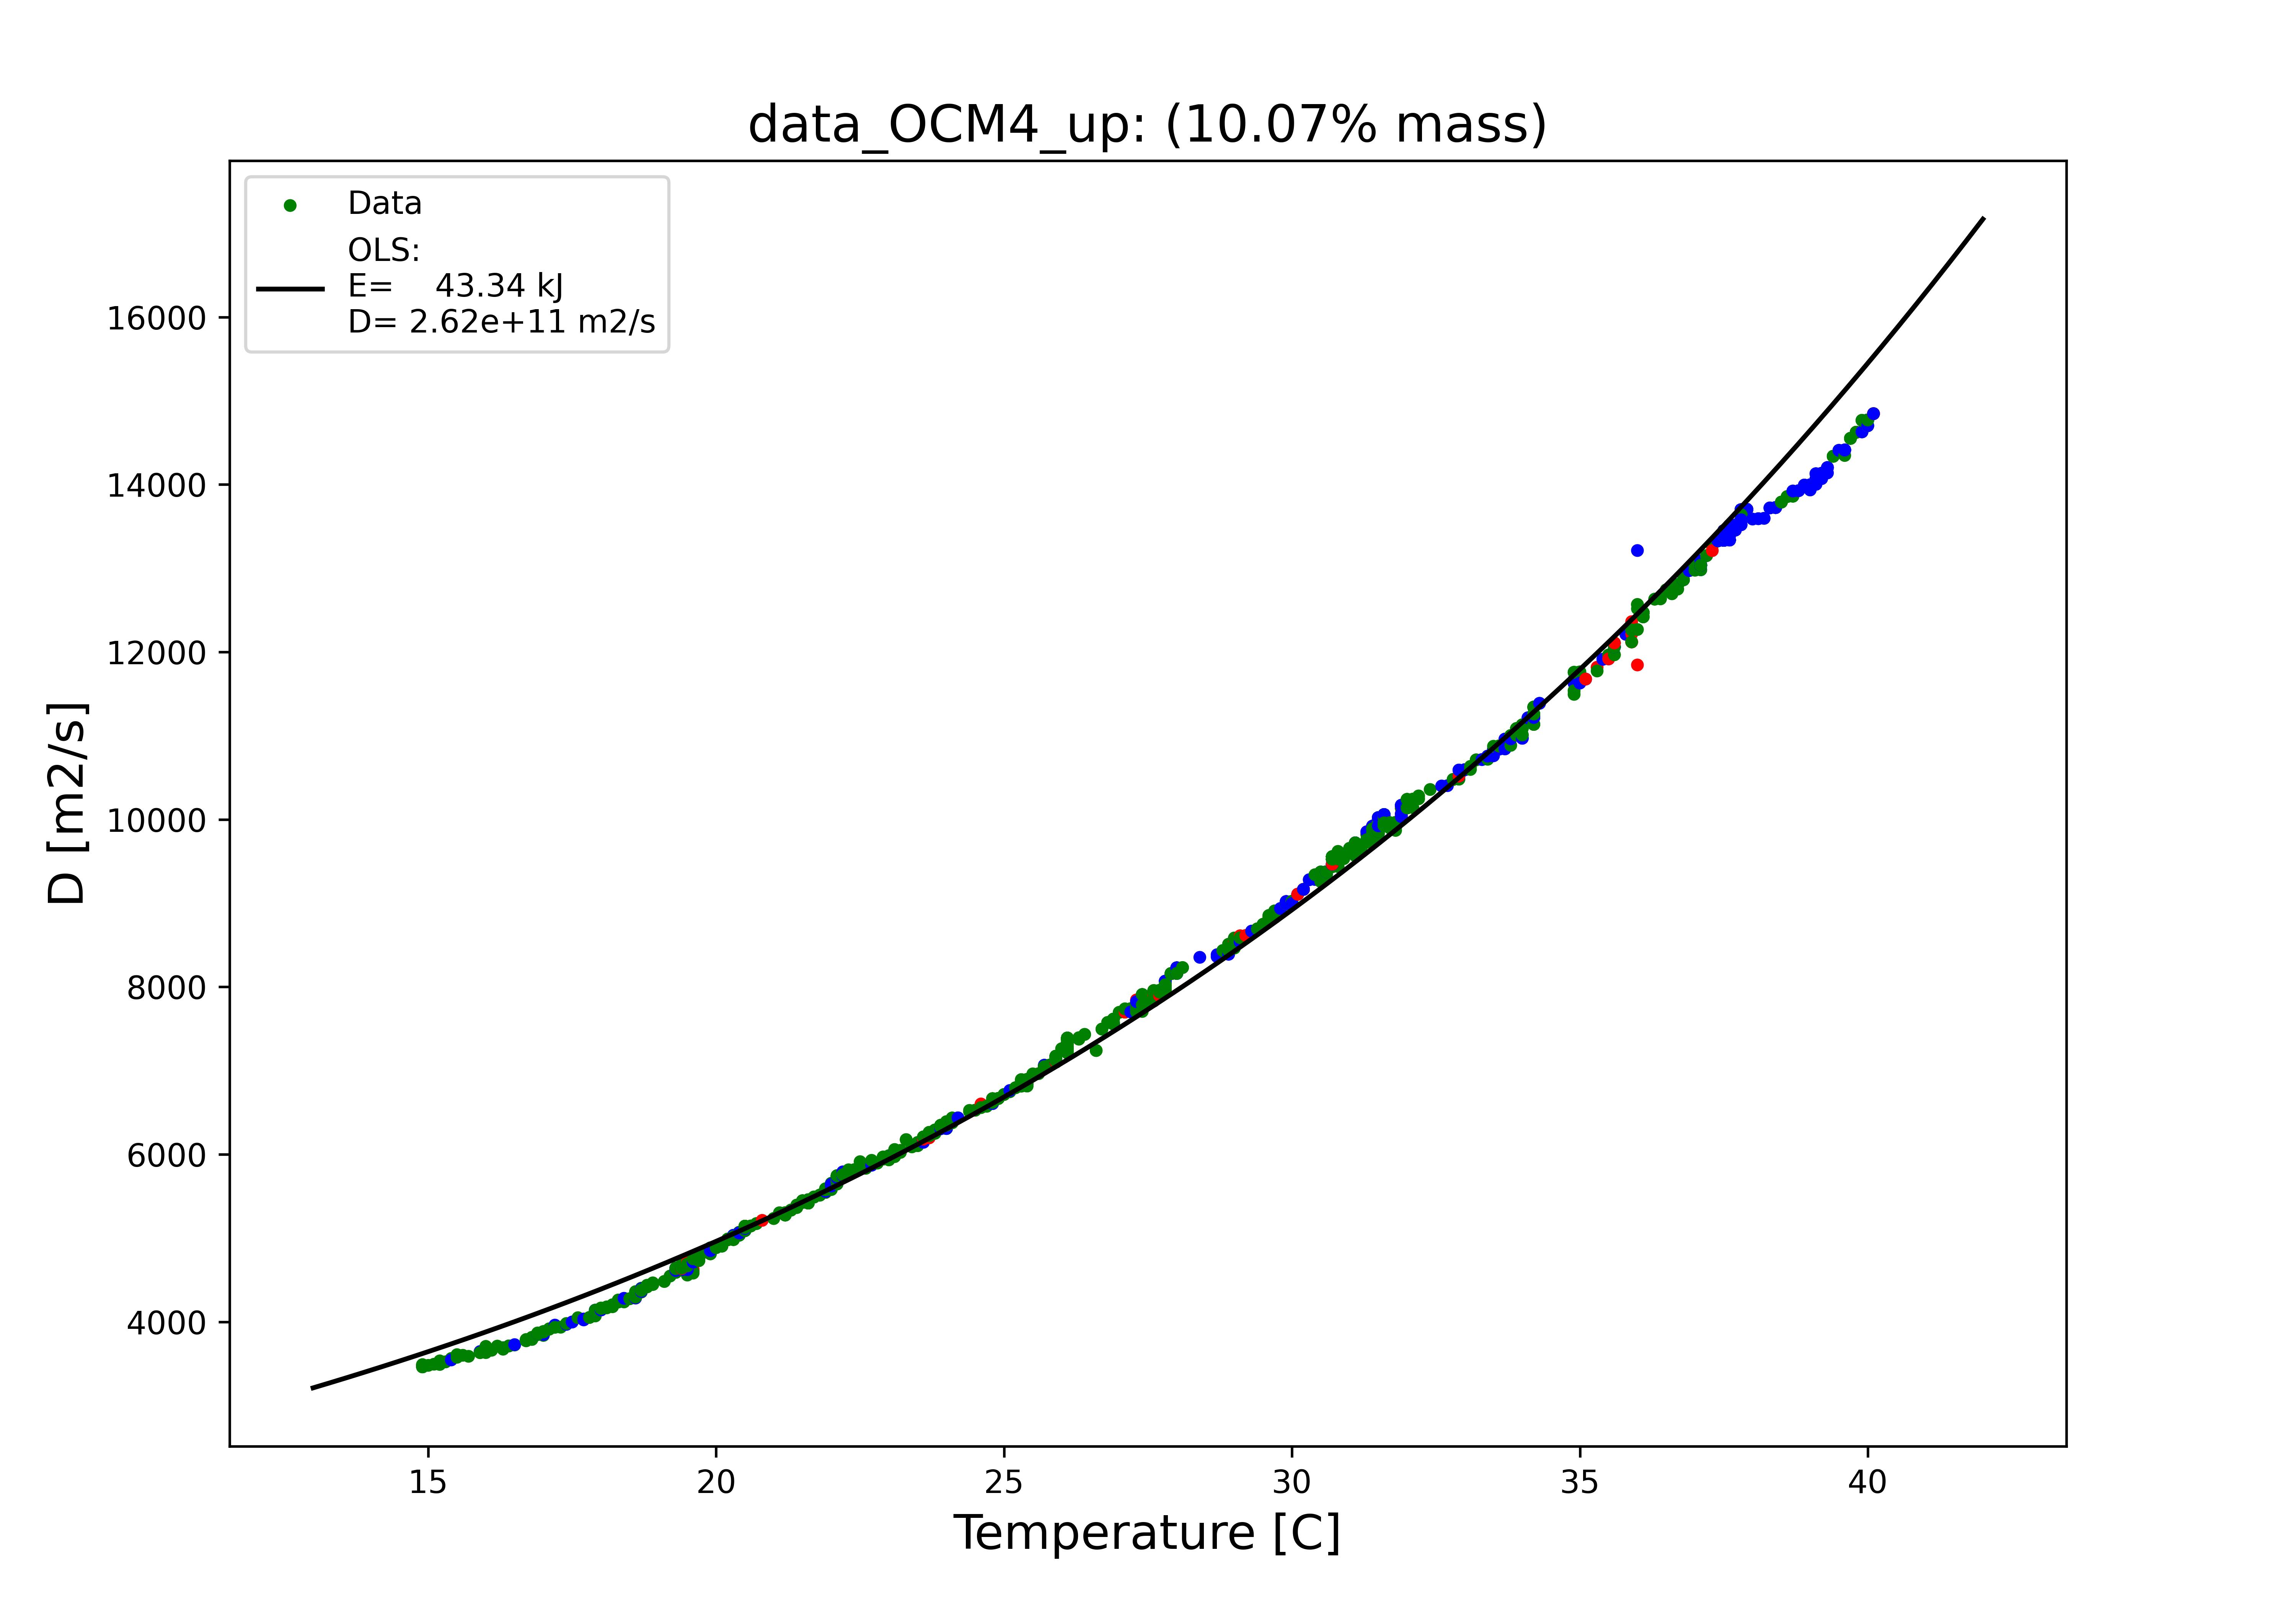 data_OCM4_up: (10.07% mass)
Data
OLS:
E=    43.34 kJ
D= 2.62e+11 m2/s
16000
14000
12000
10000
8000
6000
4000
D [m2/s]
15 20 25 30 35 40
Temperature [C]